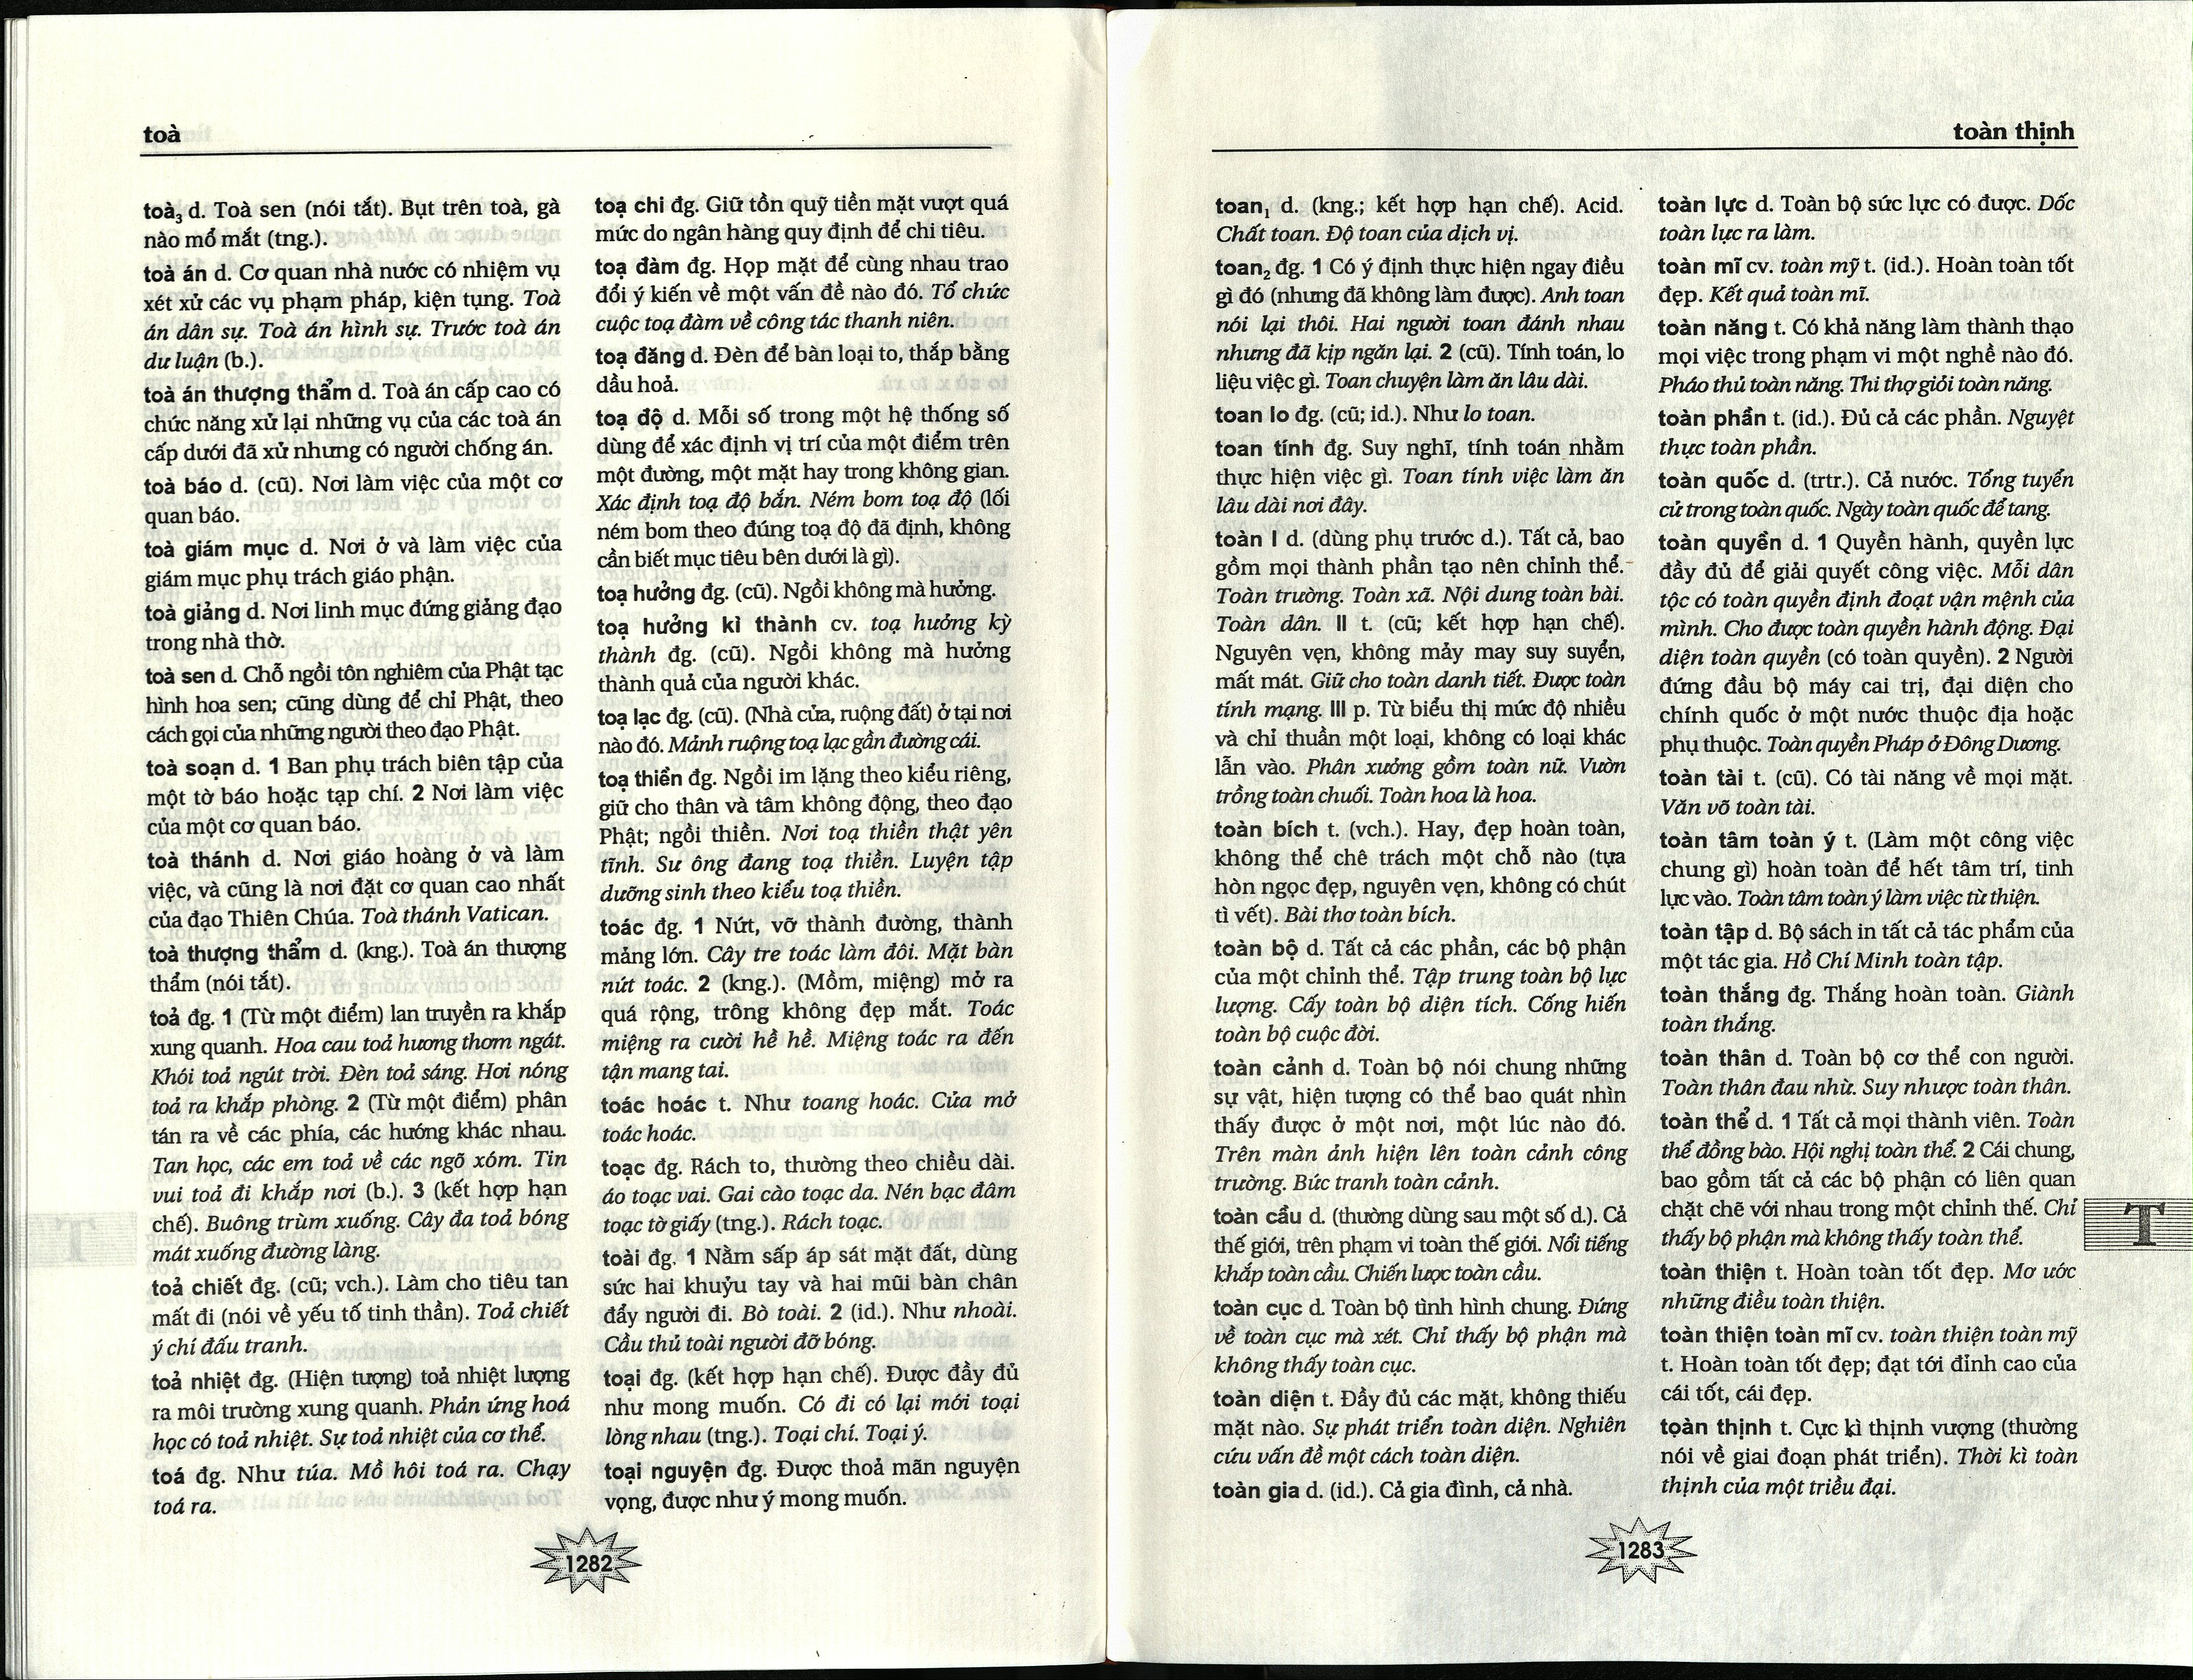 toà
toà₃ d. Toà sen (nói tắt). Bụt trên toà, gà
nào mổ mắt (tng.).
toà án d. Cơ quan nhà nước có nhiệm vụ
xét xử các vụ phạm pháp, kiện tụng. Toà
án dân sự. Toà án hình sự. Trước toà án
dư luận (b.).
toà án thượng thẩm d. Toà án cấp cao có
chức năng xử lại những vụ của các toà án
cấp dưới đã xử nhưng có người chống án.
toà báo d. (cũ). Nơi làm việc của một cơ
quan báo.
toà giám mục d. Nơi ở và làm việc của
giám mục phụ trách giáo phận.
toà giảng d. Nơi linh mục đứng giảng đạo
trong nhà thờ.
toà sen d. Chỗ ngồi tôn nghiêm của Phật tạc
hình hoa sen; cũng dùng để chỉ Phật, theo
cách gọi của những người theo đạo Phật.
toà soạn d. 1 Ban phụ trách biên tập của
một tờ báo hoặc tạp chí. 2 Nơi làm việc
của một cơ quan báo.
toà thánh d. Nơi giáo hoàng ở và làm
việc, và cũng là nơi đặt cơ quan cao nhất
của đạo Thiên Chúa. Toà thánh Vatican.
toà thượng thẩm d. (kng.). Toà án thượng
thẩm (nói tắt).
toả đg. 1 (Từ một điểm) lan truyền ra khắp
xung quanh. Hoa cau toả hương thơm ngát.
Khói toả ngút trời. Đèn toả sáng. Hơi nóng
toả ra khắp phòng. 2 (Từ một điểm) phân
tán ra về các phía, các hướng khác nhau.
Tan học, các em toả về các ngõ xóm. Tin
vui toả đi khắp nơi (b.). 3 (kết hợp hạn
chế). Buông trùm xuống. Cây đa toả bóng
mát xuống đường làng.
toả chiết đg. (cũ; vch.). Làm cho tiêu tan
mất đi (nói về yếu tố tinh thần). Toả chiết
ý chí đấu tranh.
toả nhiệt đg. (Hiện tượng) toả nhiệt lượng
ra môi trường xung quanh. Phản ứng hoá
học có toả nhiệt. Sự toả nhiệt của cơ thể.
toá đg. Như túa. Mồ hôi toá ra. Chạy
toá ra.
toạ chi đg. Giữ tồn quỹ tiền mặt vượt quá
mức do ngân hàng quy định để chi tiêu.
toạ đàm đg. Họp mặt để cùng nhau trao
đổi ý kiến về một vấn đề nào đó. Tổ chức
cuộc toạ đàm về công tác thanh niên.
toạ đăng d. Đèn để bàn loại to, thắp bằng
dầu hoả.
toạ độ d. Mỗi số trong một hệ thống số
dùng để xác định vị trí của một điểm trên
một đường, một mặt hay trong không gian.
Xác định toạ độ bắn. Ném bom toạ độ (lối
ném bom theo đúng toạ độ đã định, không
cần biết mục tiêu bên dưới là gì).
toạ hưởng đg. (cũ). Ngồi không mà hưởng.
toạ hưởng kì thành cv. toạ hưởng kỳ
thành đg. (cũ). Ngồi không mà hưởng
thành quả của người khác.
toạ lạc đg. (cũ). (Nhà cửa, ruộng đất) ở tại nơi
nào đó. Mảnh ruộng toạ lạc gần đường cái.
toạ thiền đg. Ngồi im lặng theo kiểu riêng,
giữ cho thân và tâm không động, theo đạo
Phật; ngồi thiền. Nơi toạ thiền thật yên
tĩnh. Sư ông đang toạ thiền. Luyện tập
dưỡng sinh theo kiểu toạ thiền.
toác đg. 1 Nứt, vỡ thành đường, thành
mảng lớn. Cây tre toác làm đôi. Mặt bàn
nứt toác. 2 (kng.). (Mồm, miệng) mở ra
quá rộng, trông không đẹp mắt. Toác
miệng ra cười hề hề. Miệng toác ra đến
tận mang tai.
toác hoác t. Như toang hoác. Cửa mở
toác hoác.
toạc đg. Rách to, thường theo chiều dài.
áo toạc vai. Gai cào toạc da. Nén bạc đâm
toạc tờ giấy (tng.). Rách toạc.
toài đg. 1 Nằm sấp áp sát mặt đất, dùng
sức hai khuỷu tay và hai mũi bàn chân
đẩy người đi. Bò toài. 2 (id.). Như nhoài.
Cầu thủ toài người đỡ bóng.
toại đg. (kết hợp hạn chế). Được đầy đủ
như mong muốn. Có đi có lại mới toại
lòng nhau (tng.). Toại chí. Toại ý.
toại nguyện đg. Được thoả mãn nguyện
vọng, được như ý mong muốn.
1282
toàn thịnh
toan₁ d. (kng.; kết hợp hạn chế). Acid.
Chất toan. Độ toan của dịch vị.
toan₂ đg. 1 Có ý định thực hiện ngay điều
gì đó (nhưng đã không làm được). Anh toan
nói lại thôi. Hai người toan đánh nhau
nhưng đã kịp ngăn lại. 2 (cũ). Tính toán, lo
liệu việc gì. Toan chuyện làm ăn lâu dài.
toan lo đg. (cũ; id.). Như lo toan.
toan tính đg. Suy nghĩ, tính toán nhằm
thực hiện việc gì. Toan tính việc làm ăn
lâu dài nơi đây.
toàn I d. (dùng phụ trước d.). Tất cả, bao
gồm mọi thành phần tạo nên chỉnh thể.
Toàn trường. Toàn xã. Nội dung toàn bài.
Toàn dân. II t. (cũ; kết hợp hạn chế).
Nguyên vẹn, không mảy may suy suyển,
mất mát. Giữ cho toàn danh tiết. Được toàn
tính mạng. III p. Từ biểu thị mức độ nhiều
và chỉ thuần một loại, không có loại khác
lẫn vào. Phân xưởng gồm toàn nữ. Vườn
trồng toàn chuối. Toàn hoa là hoa.
toàn bích t. (vch.). Hay, đẹp hoàn toàn,
không thể chê trách một chỗ nào (tựa
hòn ngọc đẹp, nguyên vẹn, không có chút
tì vết). Bài thơ toàn bích.
toàn bộ d. Tất cả các phần, các bộ phận
của một chỉnh thể. Tập trung toàn bộ lực
lượng. Cấy toàn bộ diện tích. Cống hiến
toàn bộ cuộc đời.
toàn cảnh d. Toàn bộ nói chung những
sự vật, hiện tượng có thể bao quát nhìn
thấy được ở một nơi, một lúc nào đó.
Trên màn ảnh hiện lên toàn cảnh công
trường. Bức tranh toàn cảnh.
toàn cầu d. (thường dùng sau một số d.). Cả
thế giới, trên phạm vi toàn thế giới. Nổi tiếng
khắp toàn cầu. Chiến lược toàn cầu.
toàn cục d. Toàn bộ tình hình chung. Đứng
về toàn cục mà xét. Chỉ thấy bộ phận mà
không thấy toàn cục.
toàn diện t. Đầy đủ các mặt, không thiếu
mặt nào. Sự phát triển toàn diện. Nghiên
cứu vấn đề một cách toàn diện.
toàn gia d. (id.). Cả gia đình, cả nhà.
toàn lực d. Toàn bộ sức lực có được. Dốc
toàn lực ra làm.
toàn mĩ cv. toàn mỹ t. (id.). Hoàn toàn tốt
đẹp. Kết quả toàn mĩ.
toàn năng t. Có khả năng làm thành thạo
mọi việc trong phạm vi một nghề nào đó.
Pháo thủ toàn năng. Thi thợ giỏi toàn năng.
toàn phần t. (id.). Đủ cả các phần. Nguyệt
thực toàn phần.
toàn quốc d. (trtr.). Cả nước. Tổng tuyển
cử trong toàn quốc. Ngày toàn quốc để tang.
toàn quyền d. 1 Quyền hành, quyền lực
đầy đủ để giải quyết công việc. Mỗi dân
tộc có toàn quyền định đoạt vận mệnh của
mình. Cho được toàn quyền hành động. Đại
diện toàn quyền (có toàn quyền). 2 Người
đứng đầu bộ máy cai trị, đại diện cho
chính quốc ở một nước thuộc địa hoặc
phụ thuộc. Toàn quyền Pháp ở Đông Dương.
toàn tài t. (cũ). Có tài năng về mọi mặt.
Văn võ toàn tài.
toàn tâm toàn ý t. (Làm một công việc
chung gì) hoàn toàn để hết tâm trí, tinh
lực vào. Toàn tâm toàn ý làm việc từ thiện.
toàn tập d. Bộ sách in tất cả tác phẩm của
một tác gia. Hồ Chí Minh toàn tập.
toàn thắng đg. Thắng hoàn toàn. Giành
toàn thắng.
toàn thân d. Toàn bộ cơ thể con người.
Toàn thân đau nhừ. Suy nhược toàn thân.
toàn thể d. 1 Tất cả mọi thành viên. Toàn
thể đồng bào. Hội nghị toàn thể. 2 Cái chung,
bao gồm tất cả các bộ phận có liên quan
chặt chẽ với nhau trong một chỉnh thể. Chỉ
thấy bộ phận mà không thấy toàn thể.
toàn thiện t. Hoàn toàn tốt đẹp. Mơ ước
những điều toàn thiện.
toàn thiện toàn mĩ cv. toàn thiện toàn mỹ
t. Hoàn toàn tốt đẹp; đạt tới đỉnh cao của
cái tốt, cái đẹp.
toàn thịnh t. Cực kì thịnh vượng (thường
nói về giai đoạn phát triển). Thời kì toàn
thịnh của một triều đại.
T
1283